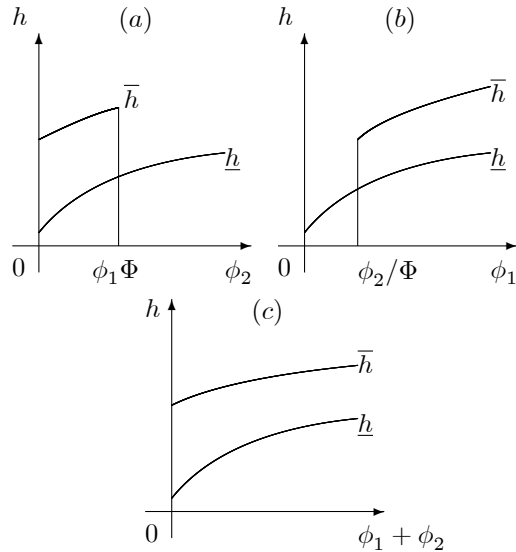 h (a) h (b)
h̅ h̅
h̲ h̲
0 ϕ₁Φ ϕ₂ 0 ϕ₂/Φ ϕ₁
h (c)
h̅
h̲
0 ϕ₁ + ϕ₂